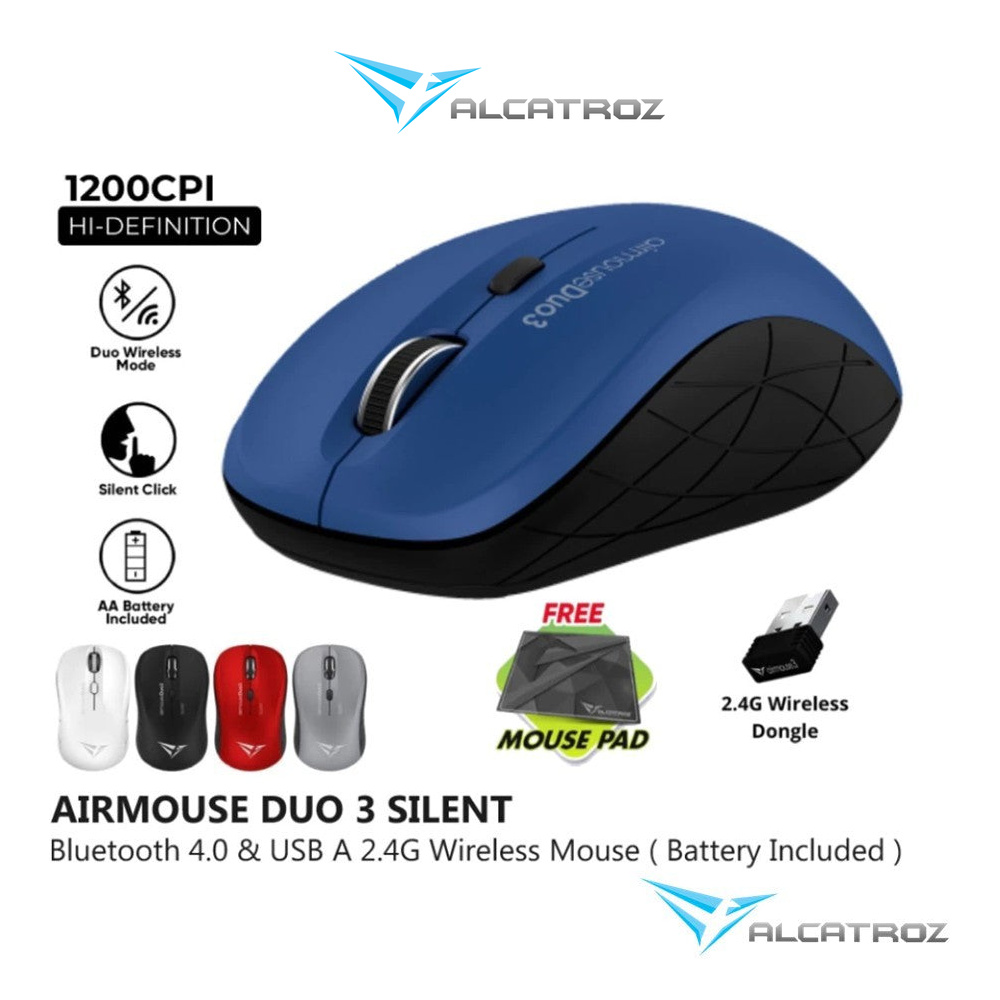 ALCATROZ
1200CPI
HI-DEFINITION
airmouseDuo3
Duo Wireless
Mode
Silent Click
AA Battery
Included
FREE
ALCATROZ
MOUSE PAD
2.4G Wireless
Dongle
AIRMOUSE DUO 3 SILENT
Bluetooth 4.0 & USB A 2.4G Wireless Mouse ( Battery Included )
ALCATROZ